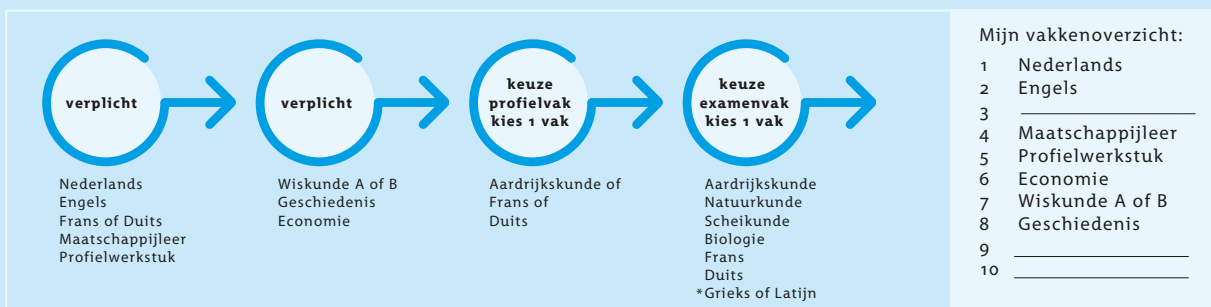 verplicht
Nederlands
Engels
Frans of Duits
Maatschappijleer
Profielwerkstuk
verplicht
Wiskunde A of B
Geschiedenis
Economie
keuze
profielvak
kies 1 vak
Aardrijkskunde of
Frans of
Duits
keuze
examenvak
kies 1 vak
Aardrijkskunde
Natuurkunde
Scheikunde
Biologie
Frans
Duits
*Grieks of Latijn
Mijn vakkenoverzicht:
1 Nederlands
2 Engels
3
4 Maatschappijleer
5 Profielwerkstuk
6 Economie
7 Wiskunde A of B
8 Geschiedenis
9
10